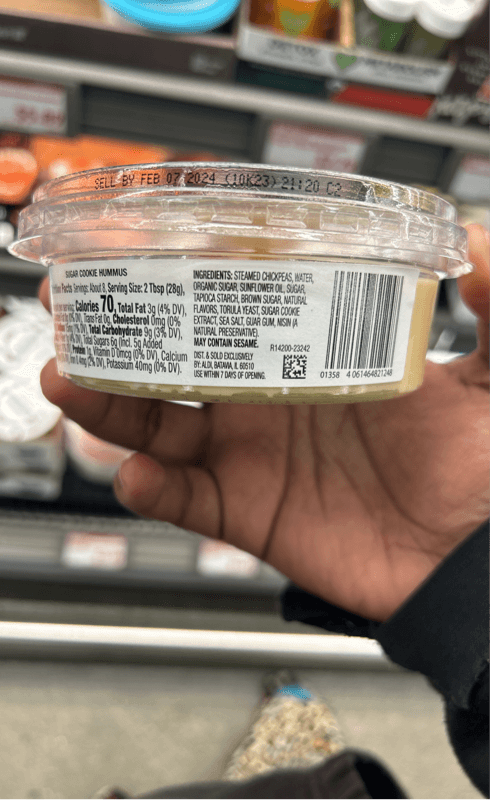 SELL BY FEB 07 2024 (10K23) 21:20 C2
SUGAR COOKIE HUMMUS
Servings: About 8, Serving Size: 2 Tbsp (28g),
Calories 70, Total Fat 3g (4% DV),
Trans Fat 0g, Cholesterol 0mg (0%
Total Carbohydrate 9g (3% DV),
Total Sugars 6g (Incl. 5g Added
Protein 1g, Vitamin D 0mcg (0% DV), Calcium
(2% DV), Potassium 40mg (0% DV).
INGREDIENTS: STEAMED CHICKPEAS, WATER,
ORGANIC SUGAR, SUNFLOWER OIL, SUGAR,
TAPIOCA STARCH, BROWN SUGAR, NATURAL
FLAVORS, TORULA YEAST, SUGAR COOKIE
EXTRACT, SEA SALT, GUAR GUM, NISIN (A
NATURAL PRESERVATIVE).
MAY CONTAIN SESAME.
R14200-23242
DIST. & SOLD EXCLUSIVELY
BY: ALDI, BATAVIA, IL 60510
USE WITHIN 7 DAYS OF OPENING.
01358 4 061464821248